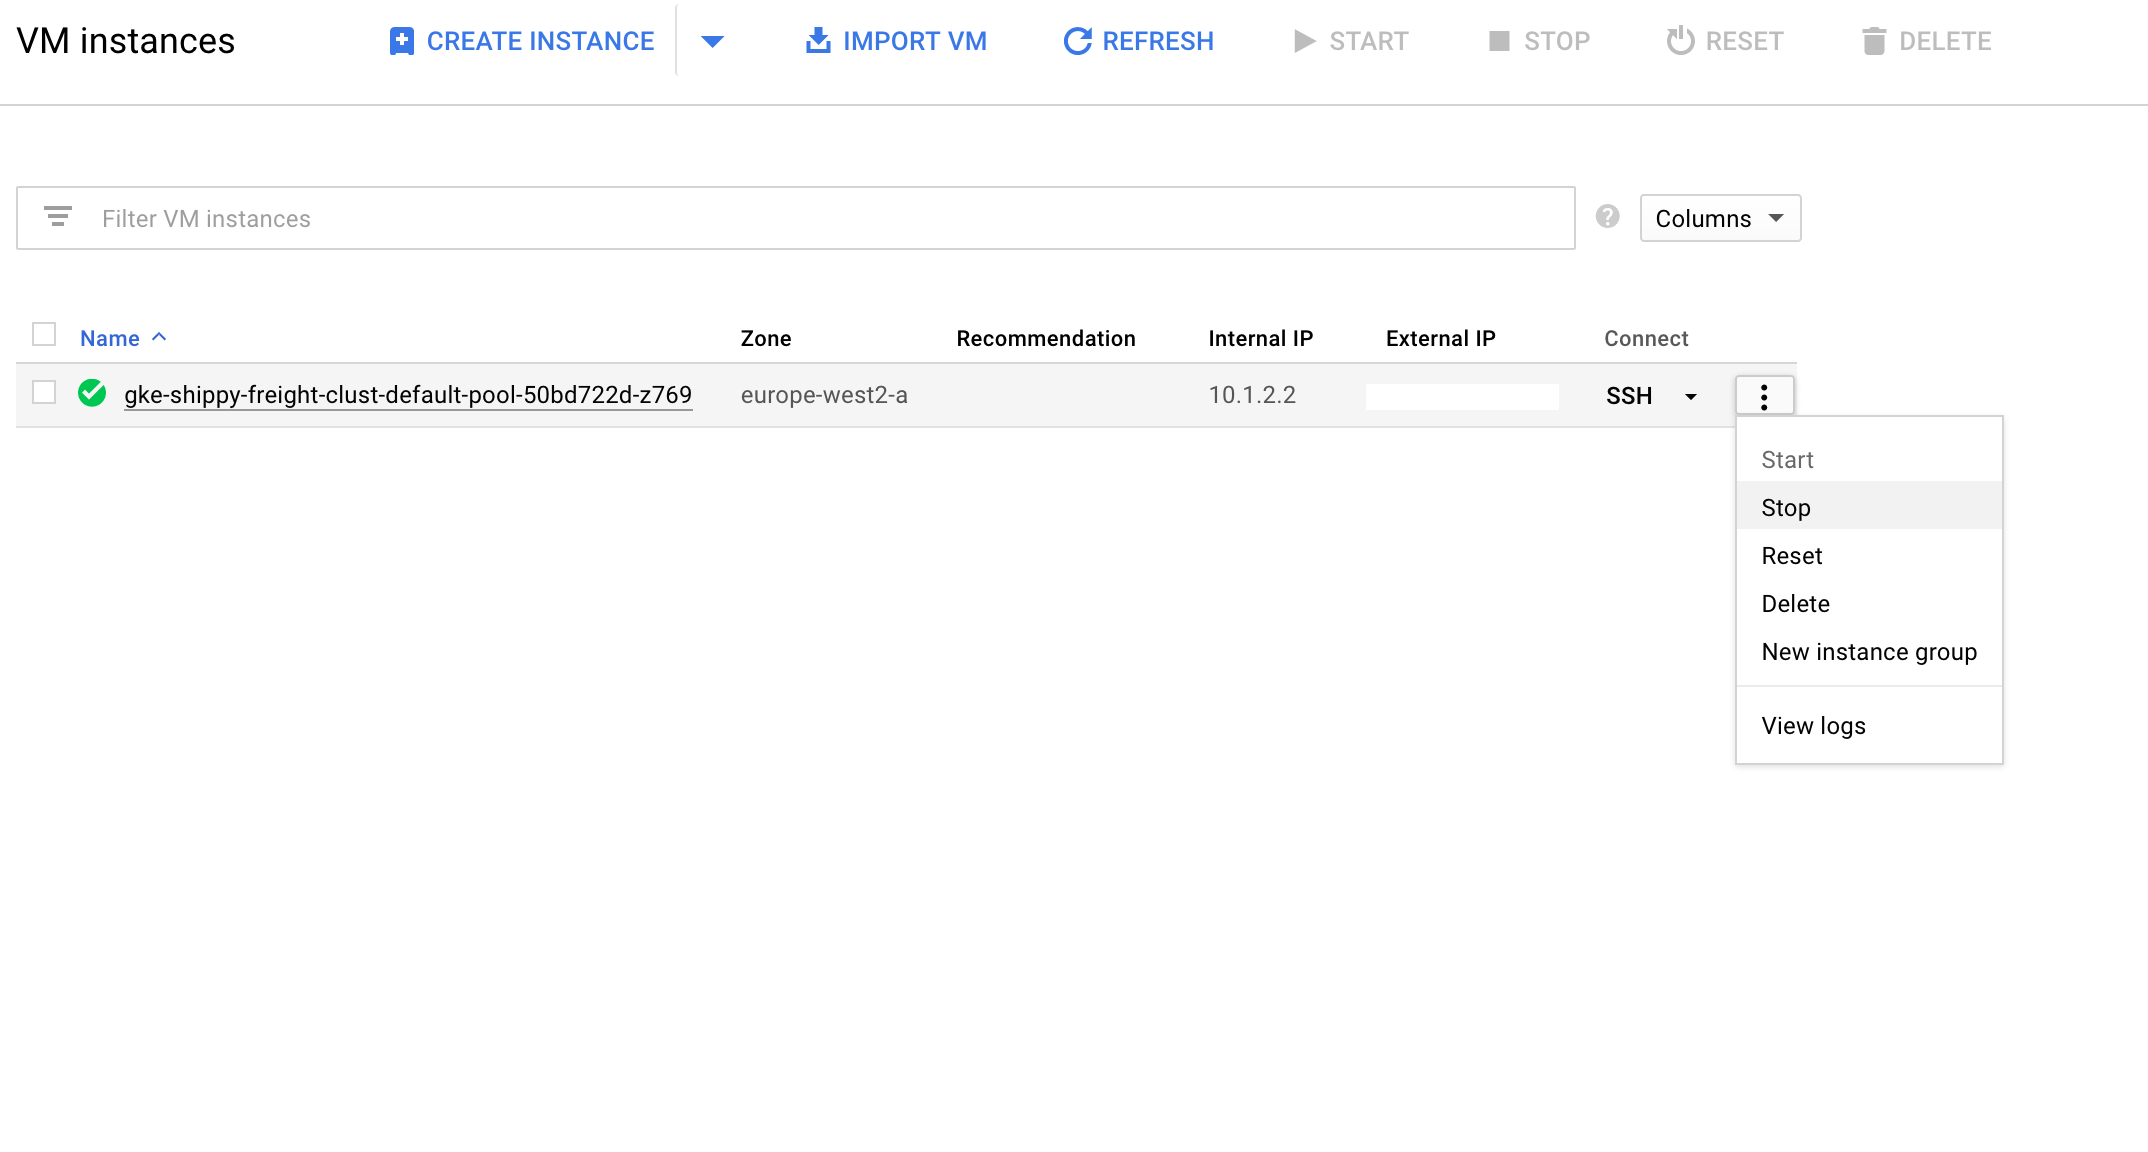 VM instances CREATE INSTANCE IMPORT VM REFRESH START STOP RESET DELETE
Filter VM instances ? Columns
Name Zone Recommendation Internal IP External IP Connect
gke-shippy-freight-clust-default-pool-50bd722d-z769 europe-west2-a 10.1.2.2 SSH
Start
Stop
Reset
Delete
New instance group
View logs